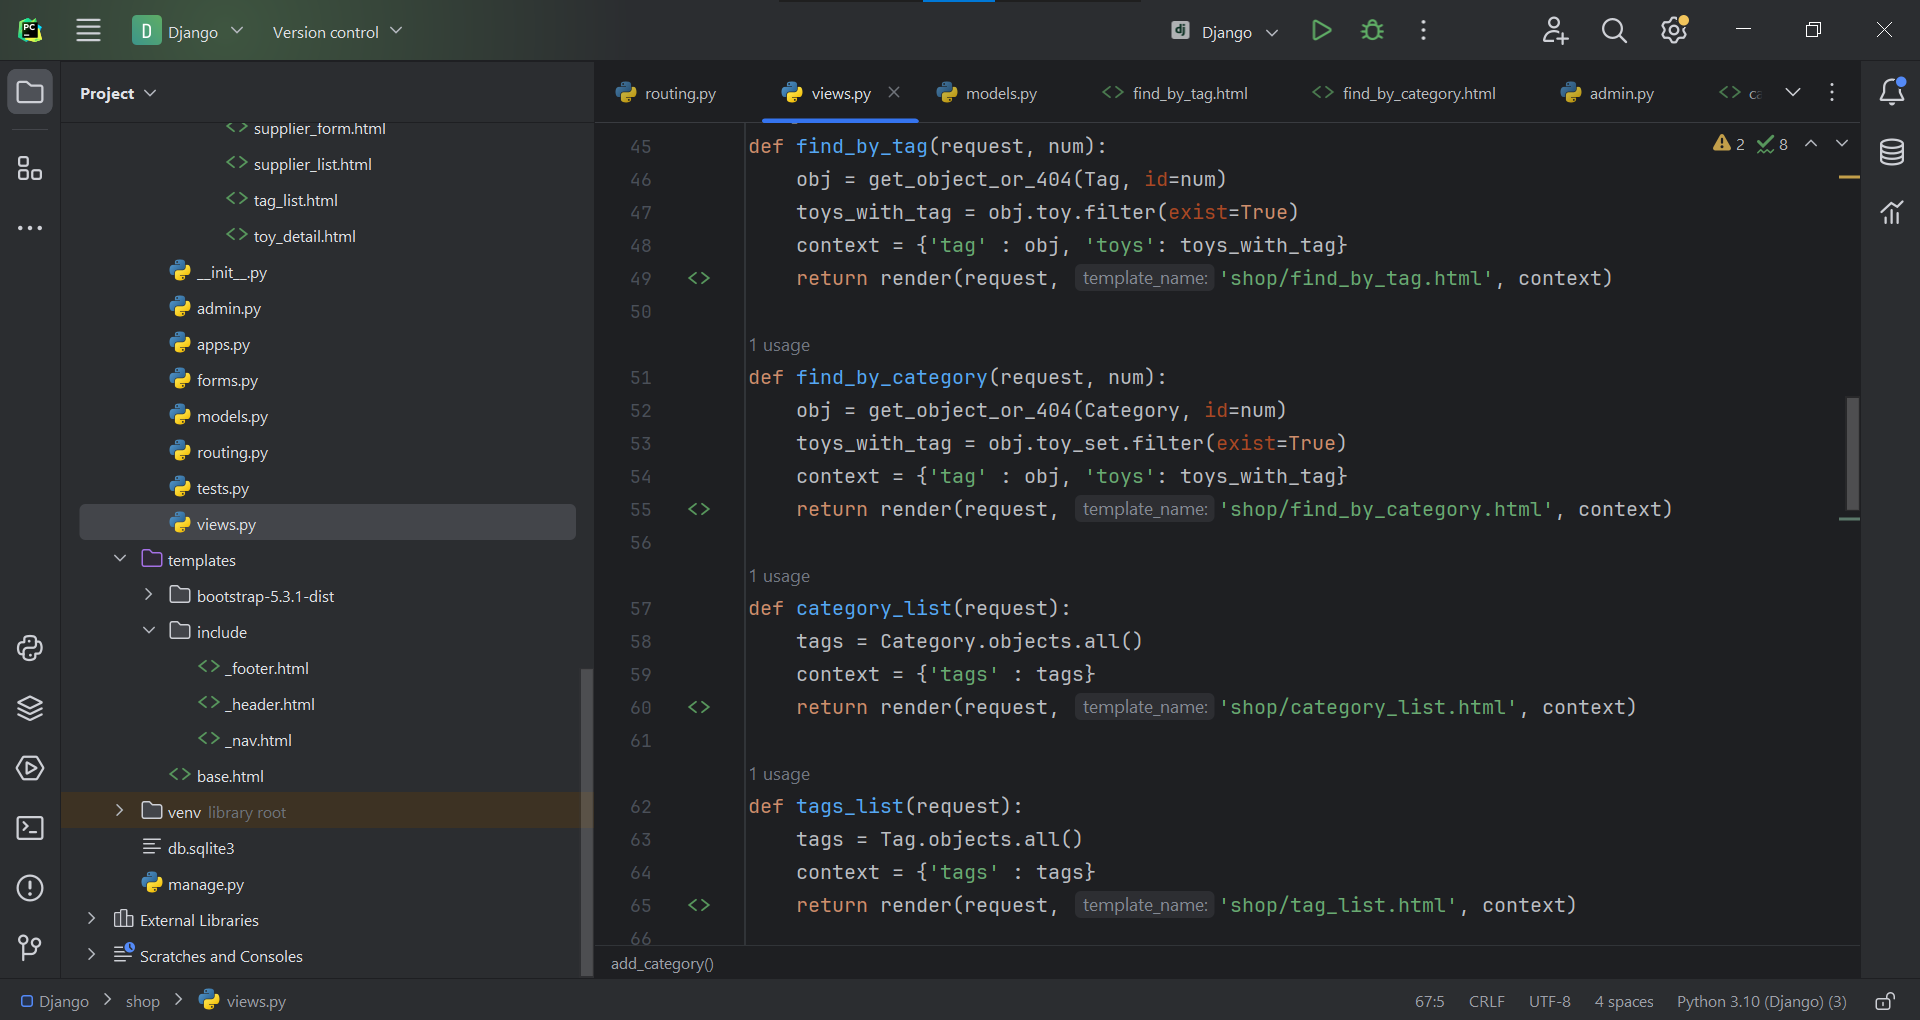 PC
D Django Version control
dj Django
Project
supplier_form.html
supplier_list.html
tag_list.html
toy_detail.html
__init__.py
admin.py
apps.py
forms.py
models.py
routing.py
tests.py
views.py
templates
bootstrap-5.3.1-dist
include
_footer.html
_header.html
_nav.html
base.html
venv library root
db.sqlite3
manage.py
External Libraries
Scratches and Consoles
routing.py views.py models.py find_by_tag.html find_by_category.html admin.py
2 8
45 def find_by_tag(request, num):
46 obj = get_object_or_404(Tag, id=num)
47 toys_with_tag = obj.toy.filter(exist=True)
48 context = {'tag' : obj, 'toys': toys_with_tag}
49 return render(request, template_name: 'shop/find_by_tag.html', context)
50
1 usage
51 def find_by_category(request, num):
52 obj = get_object_or_404(Category, id=num)
53 toys_with_tag = obj.toy_set.filter(exist=True)
54 context = {'tag' : obj, 'toys': toys_with_tag}
55 return render(request, template_name: 'shop/find_by_category.html', context)
56
1 usage
57 def category_list(request):
58 tags = Category.objects.all()
59 context = {'tags' : tags}
60 return render(request, template_name: 'shop/category_list.html', context)
61
1 usage
62 def tags_list(request):
63 tags = Tag.objects.all()
64 context = {'tags' : tags}
65 return render(request, template_name: 'shop/tag_list.html', context)
66
add_category()
Django shop views.py
67:5 CRLF UTF-8 4 spaces Python 3.10 (Django) (3)